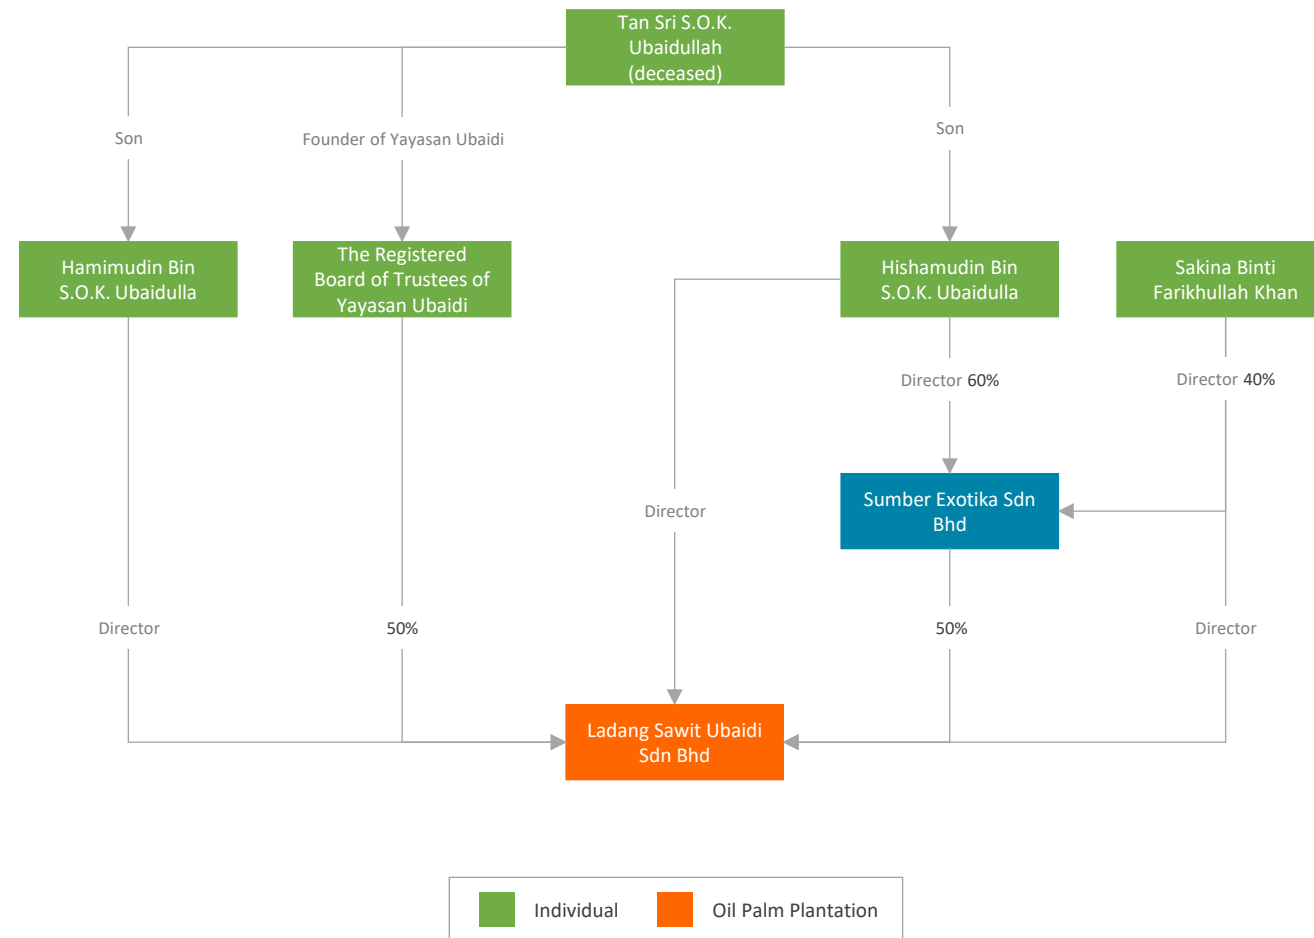 Tan Sri S.O.K.
Ubaidullah
(deceased)
Son
Founder of Yayasan Ubaidi
Son
Hamimudin Bin
S.O.K. Ubaidulla
The Registered
Board of Trustees of
Yayasan Ubaidi
Hishamudin Bin
S.O.K. Ubaidulla
Sakina Binti
Farikhullah Khan
Director 60%
Director 40%
Sumber Exotika Sdn
Bhd
Director
Director
50%
50%
Director
Ladang Sawit Ubaidi
Sdn Bhd
Individual
Oil Palm Plantation